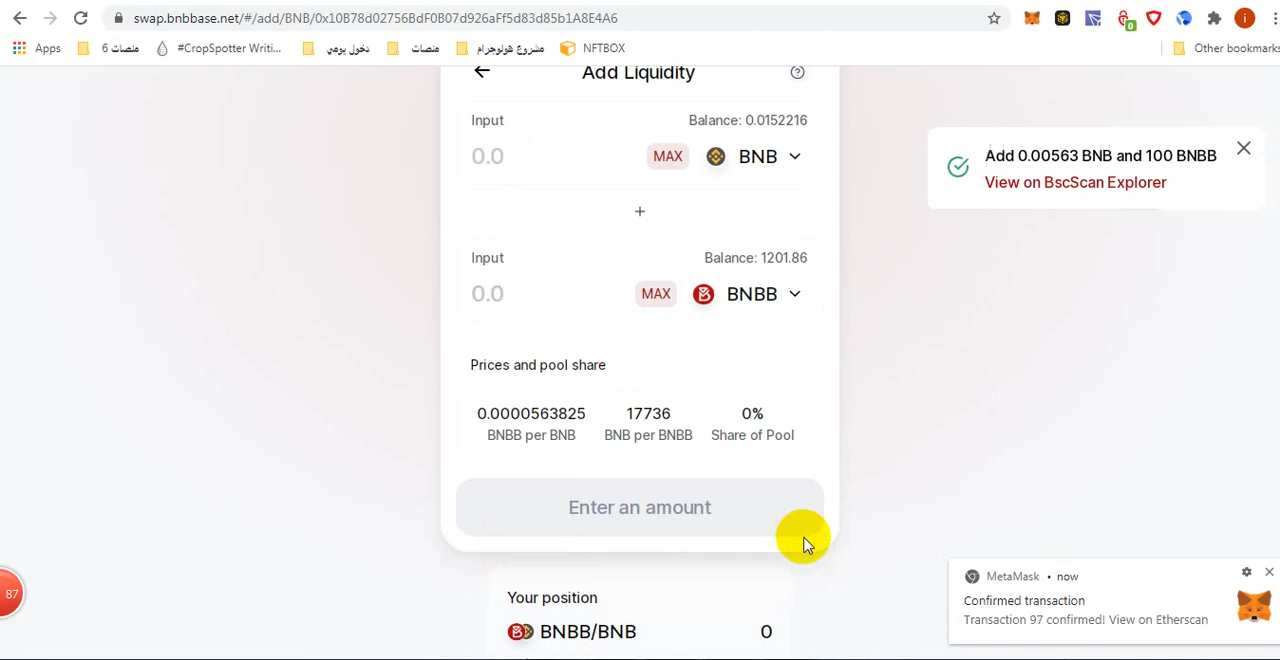 swap.bnbbase.net/#/add/BNB/0x10B78d02756BdF0B07d926aFf5d83d85b1A8E4A6
Apps
منصات 6
#CropSpotter Writi...
دخول يومي
منصات
مشروع هولوجرام
NFTBOX
Other bookmarks
Add Liquidity
Input
Balance: 0.0152216
0.0
MAX
BNB
+
Input
Balance: 1201.86
0.0
MAX
BNBB
Prices and pool share
0.0000563825 17736 0%
BNBB per BNB BNB per BNBB Share of Pool
Enter an amount
Your position
BNBB/BNB 0
Add 0.00563 BNB and 100 BNBB
View on BscScan Explorer
MetaMask • now
Confirmed transaction
Transaction 97 confirmed! View on Etherscan
87
i
0